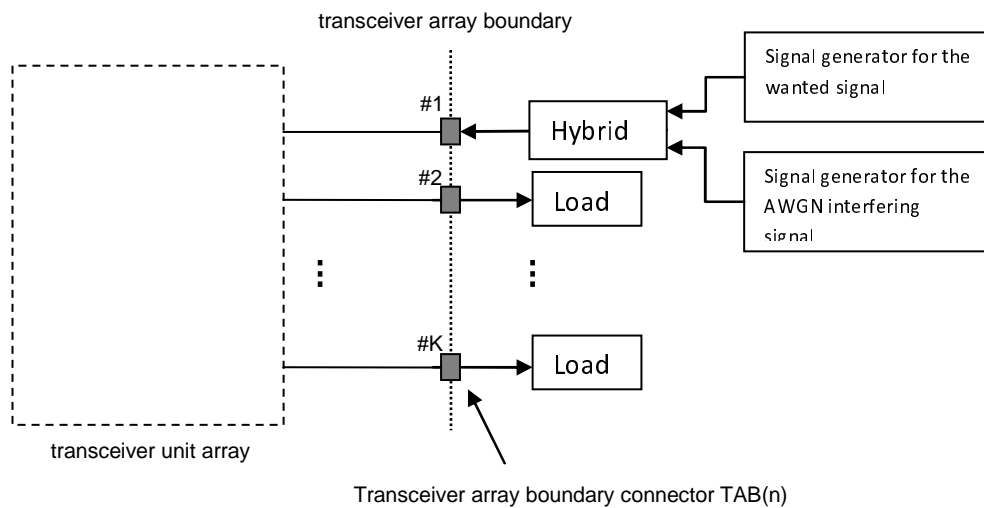 transceiver array boundary
Signal generator for the
wanted signal
#1
Hybrid
#2
Load
Signal generator for the
AWGN interfering
signal
#K
Load
transceiver unit array
Transceiver array boundary connector TAB(n)